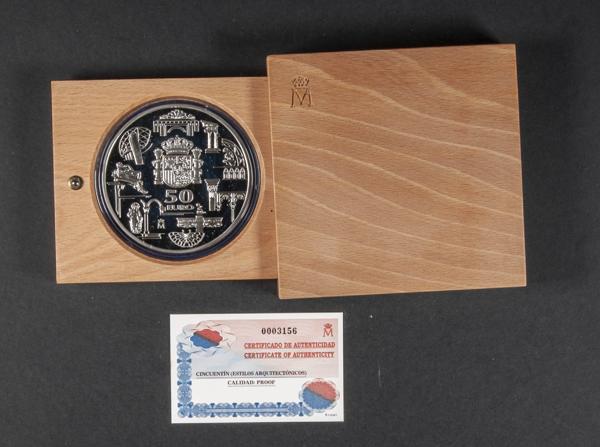 M
50
EURO
M
0003156
M
CERTIFICADO DE AUTENTICIDAD
CERTIFICATE OF AUTHENTICITY
CINCUENTÍN (ESTILOS ARQUITECTÓNICOS)
CALIDAD: PROOF